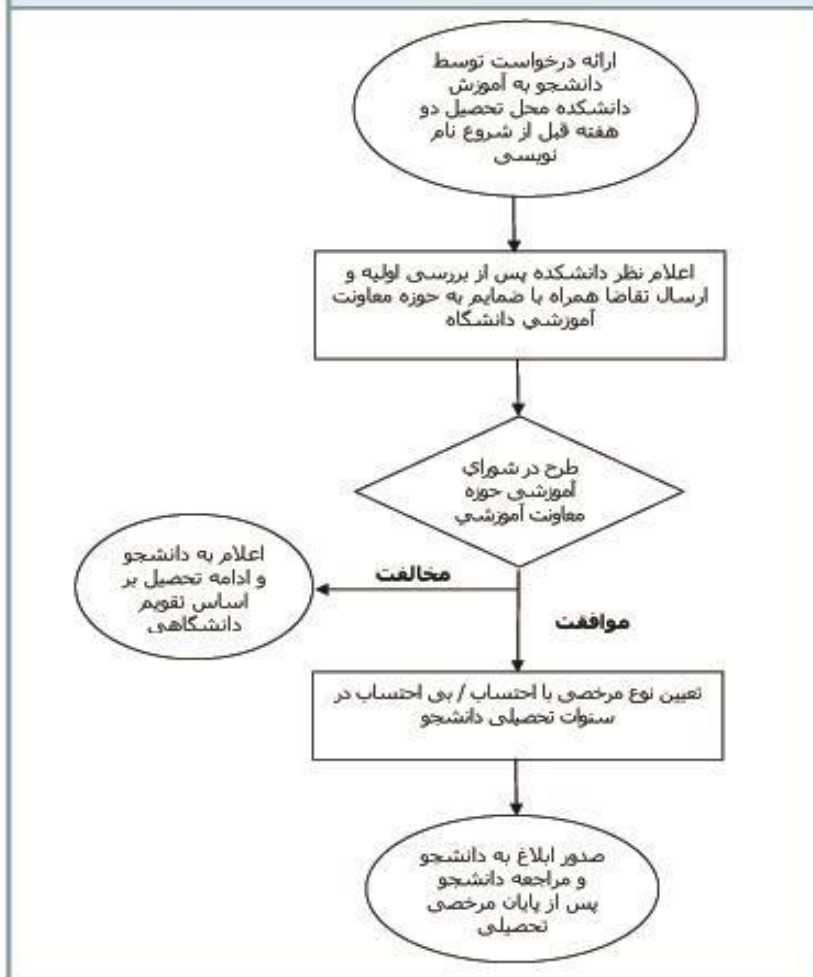 ارائه درخواست توسط
دانشجو به آموزش
دانشکده محل تحصیل دو
هفته قبل از شروع نام
نویسی
اعلام نظر دانشکده پس از بررسی اولیه و
ارسال تقاضا همراه با ضمایم به حوزه معاونت
آموزشي دانشگاه
طرح در شوراي
آموزشی حوزه
معاونت آموزشي
مخالفت
اعلام به دانشجو
و ادامه تحصیل بر
اساس تقویم
دانشگاهی
موافقت
تعیین نوع مرخصی با احتساب / بی احتساب در
سنوات تحصیلی دانشجو
صدور ابلاغ به دانشجو
و مراجعه دانشجو
پس از پایان مرخصی
تحصیلی